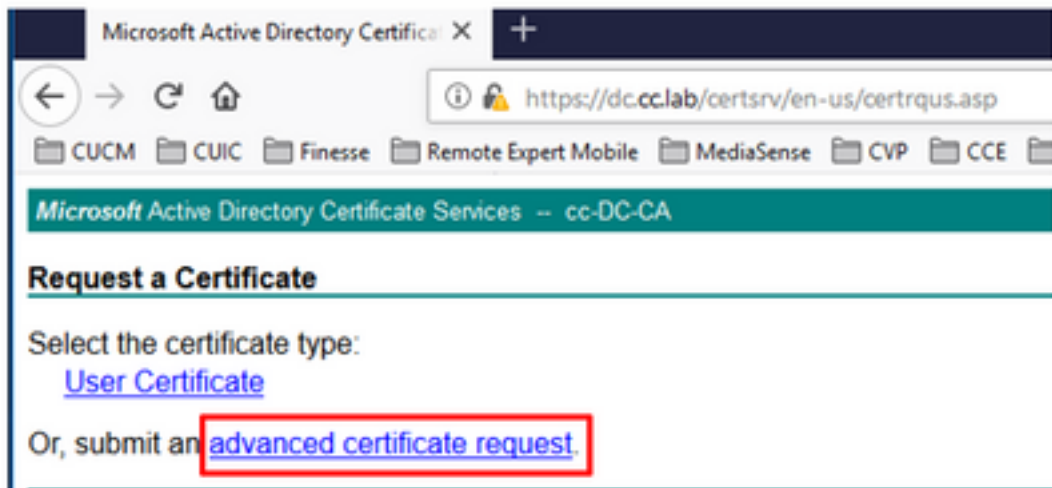 Microsoft Active Directory Certifica
https://dc.cc.lab/certsrv/en-us/certrqus.asp
CUCM CUIC Finesse Remote Expert Mobile MediaSense CVP CCE
Microsoft Active Directory Certificate Services -- cc-DC-CA
Request a Certificate
Select the certificate type:
User Certificate
Or, submit an advanced certificate request.